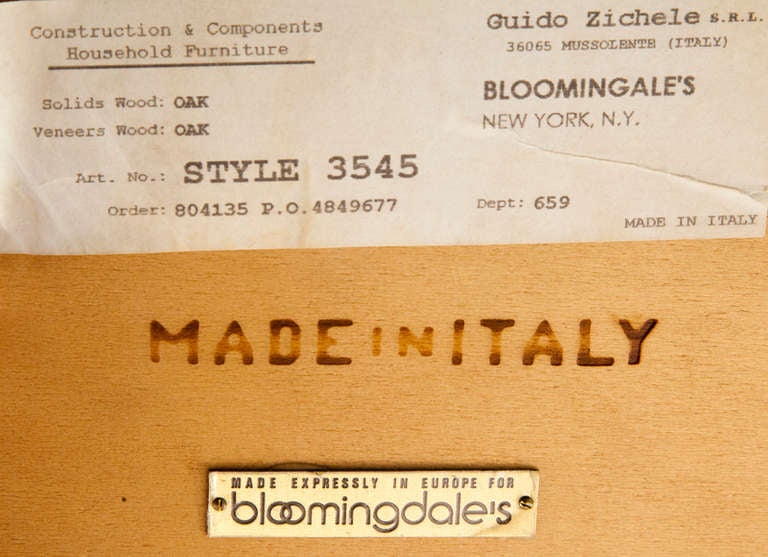 Construction & Components
Household Furniture
Guido Zichele S.R.L.
36065 MUSSOLENTE (ITALY)
Solids Wood: OAK
Veneers Wood: OAK
BLOOMINGALE'S
NEW YORK, N.Y.
Art. No.: STYLE 3545
Order: 804135 P.O.4849677
Dept: 659
MADE IN ITALY
MADE IN ITALY
MADE EXPRESSLY IN EUROPE FOR
bloomingdale's